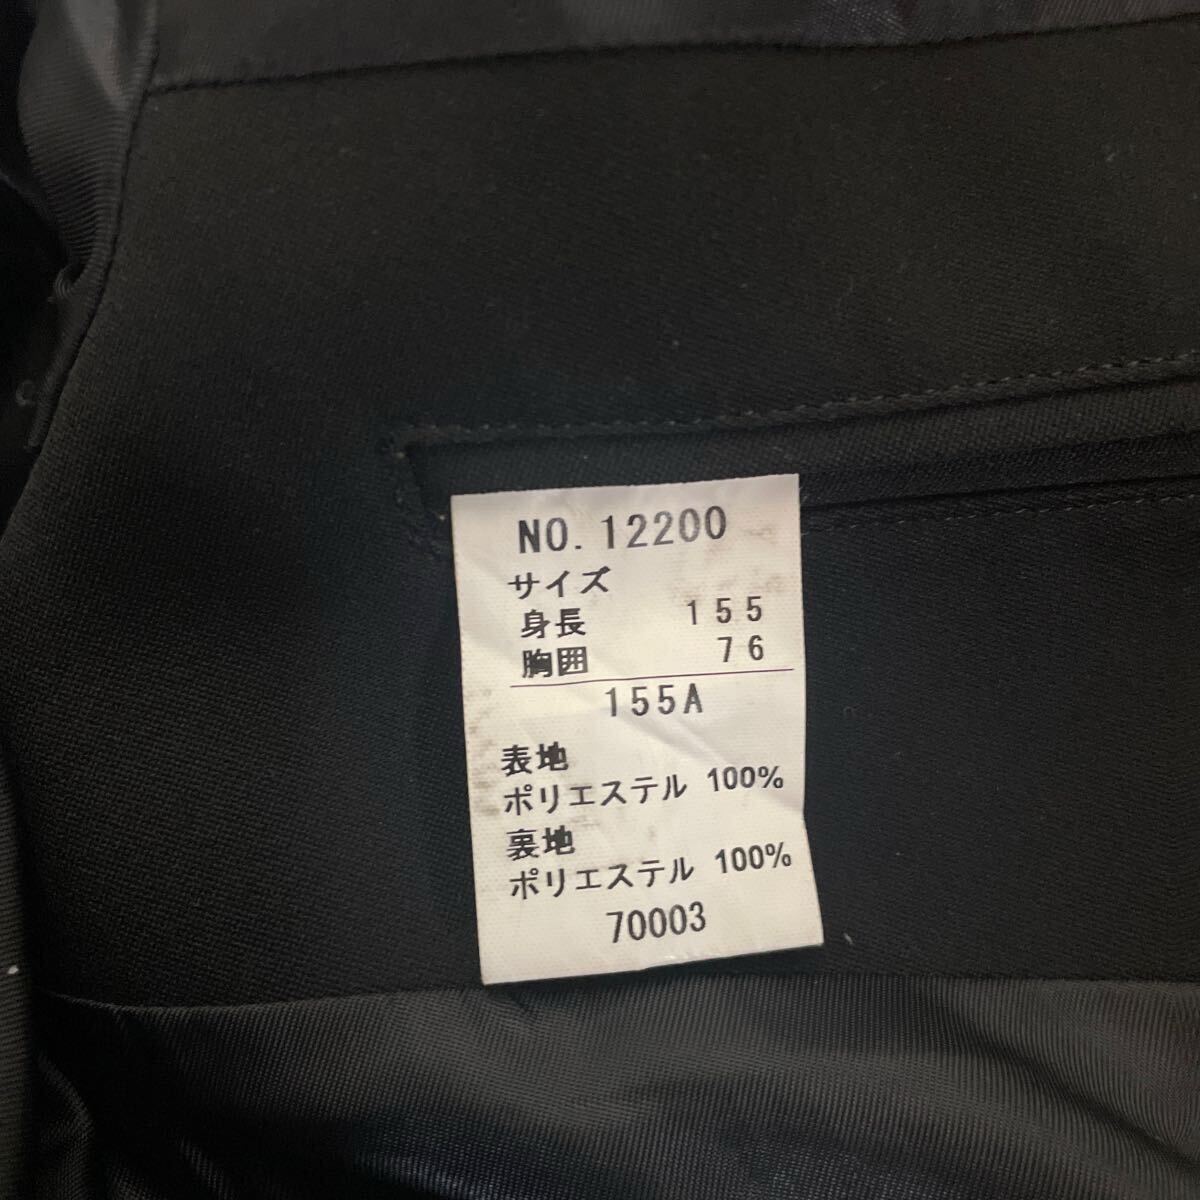 NO. 12200
サイズ
身長 155
胸囲 76
155A
表地
ポリエステル 100%
裏地
ポリエステル 100%
70003